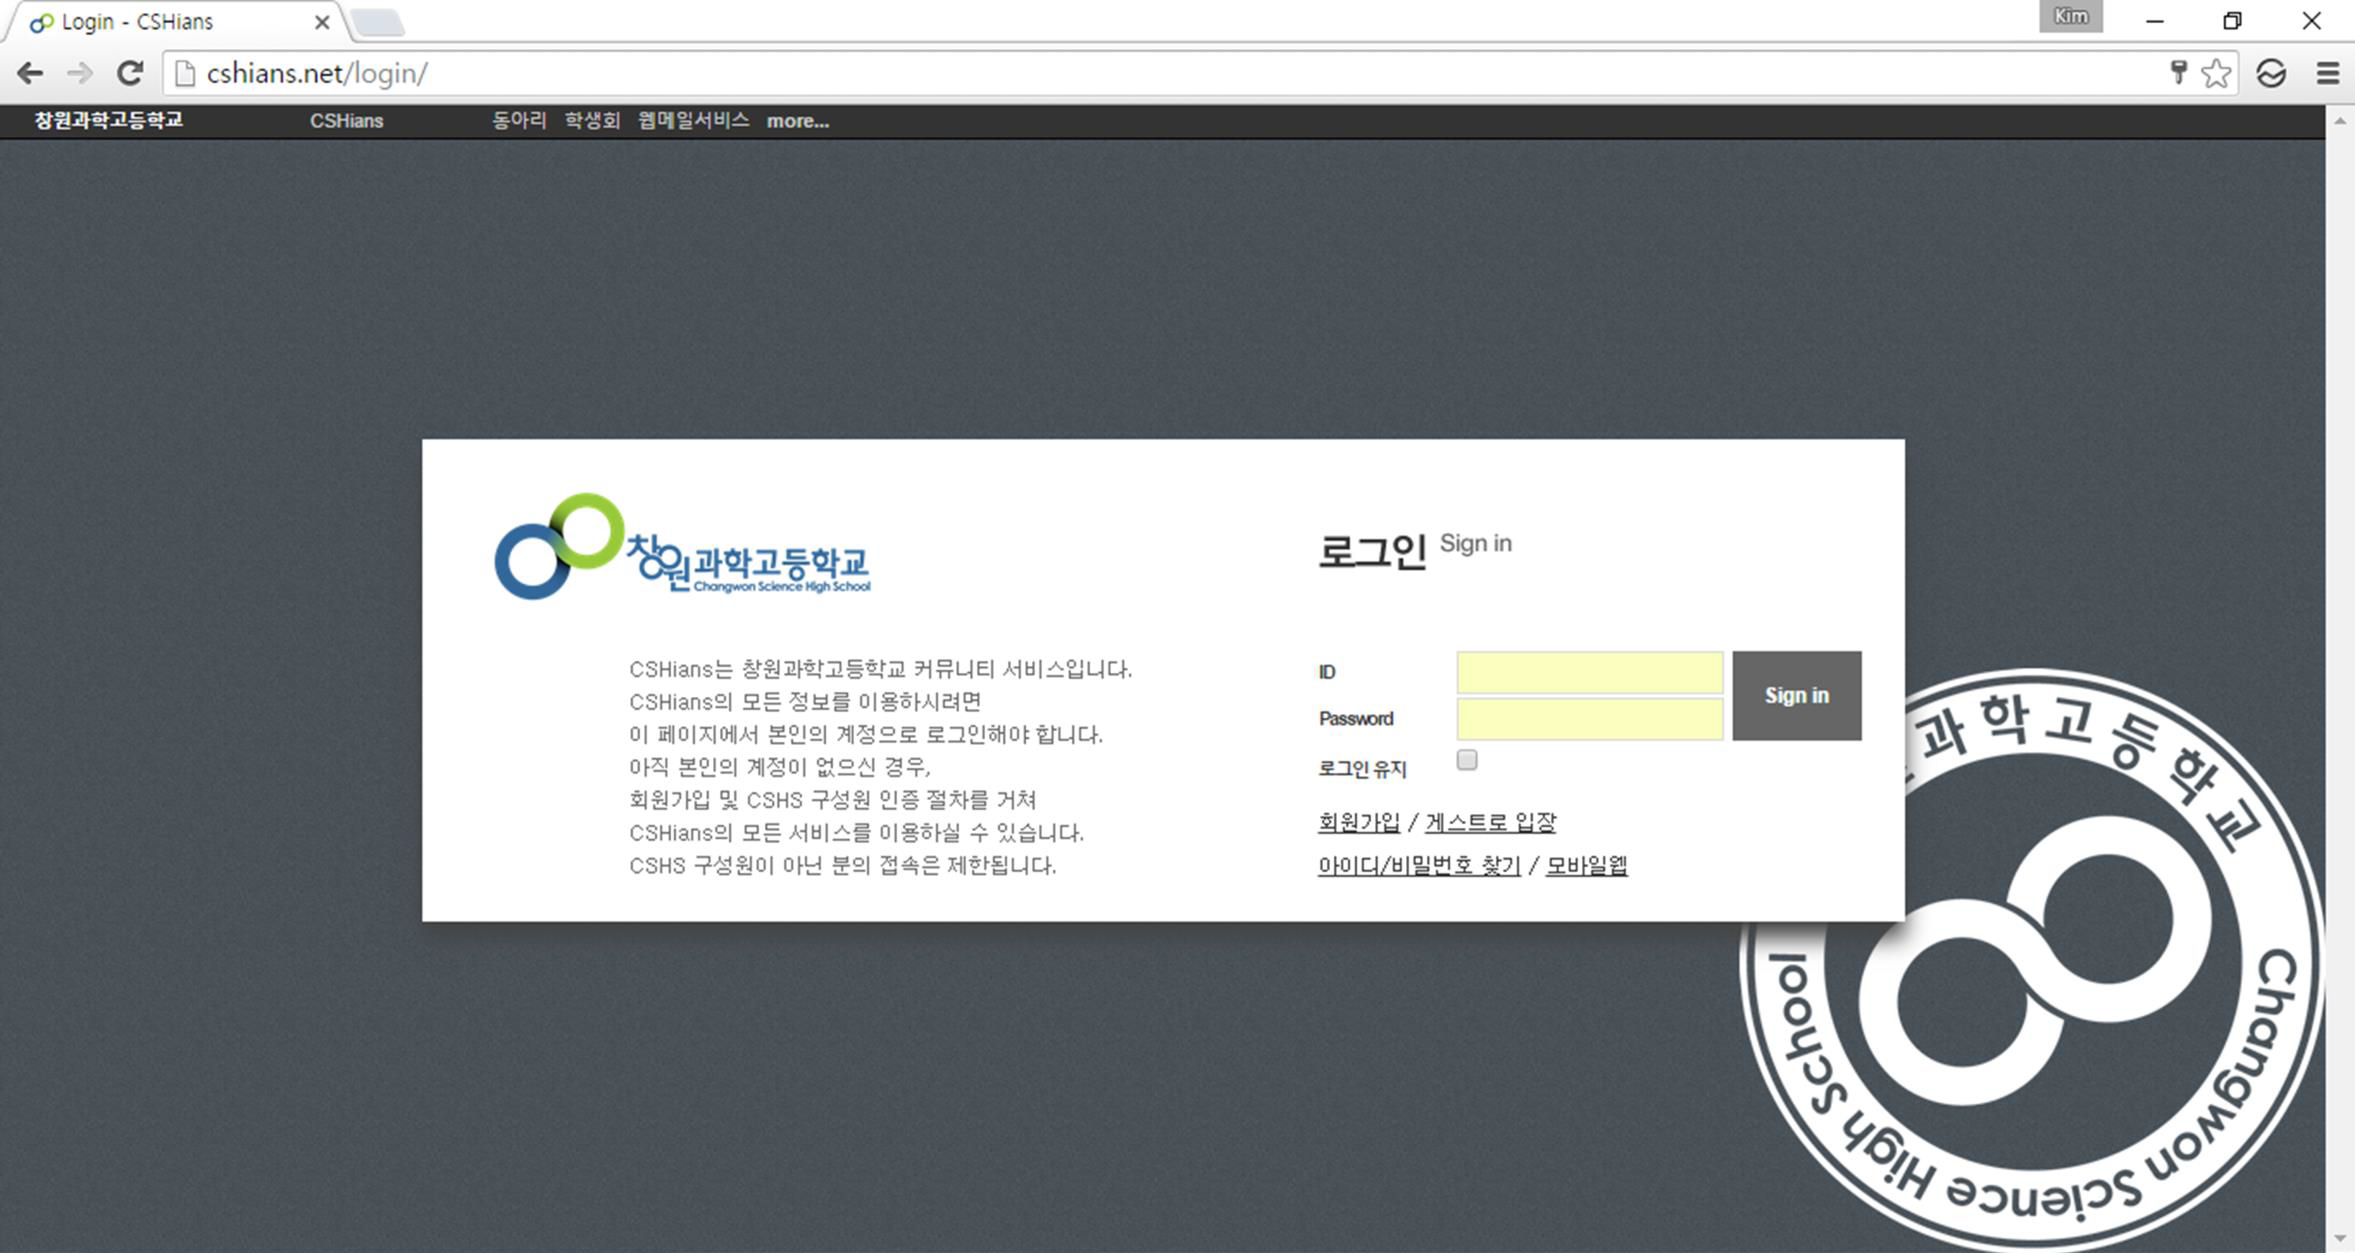 Login - CSHians
Kim
cshians.net/login/
창원과학고등학교 CSHians 동아리 학생회 웹메일서비스 more...
창원과학고등학교
Changwon Science High School
CSHians는 창원과학고등학교 커뮤니티 서비스입니다.
CSHians의 모든 정보를 이용하시려면
이 페이지에서 본인의 계정으로 로그인해야 합니다.
아직 본인의 계정이 없으신 경우,
회원가입 및 CSHS 구성원 인증 절차를 거쳐
CSHians의 모든 서비스를 이용하실 수 있습니다.
CSHS 구성원이 아닌 분의 접속은 제한됩니다.
로그인 Sign in
ID
Password
Sign in
로그인 유지
회원가입 / 게스트로 입장
아이디/비밀번호 찾기 / 모바일웹
과학고등학교
Changwon Science High School